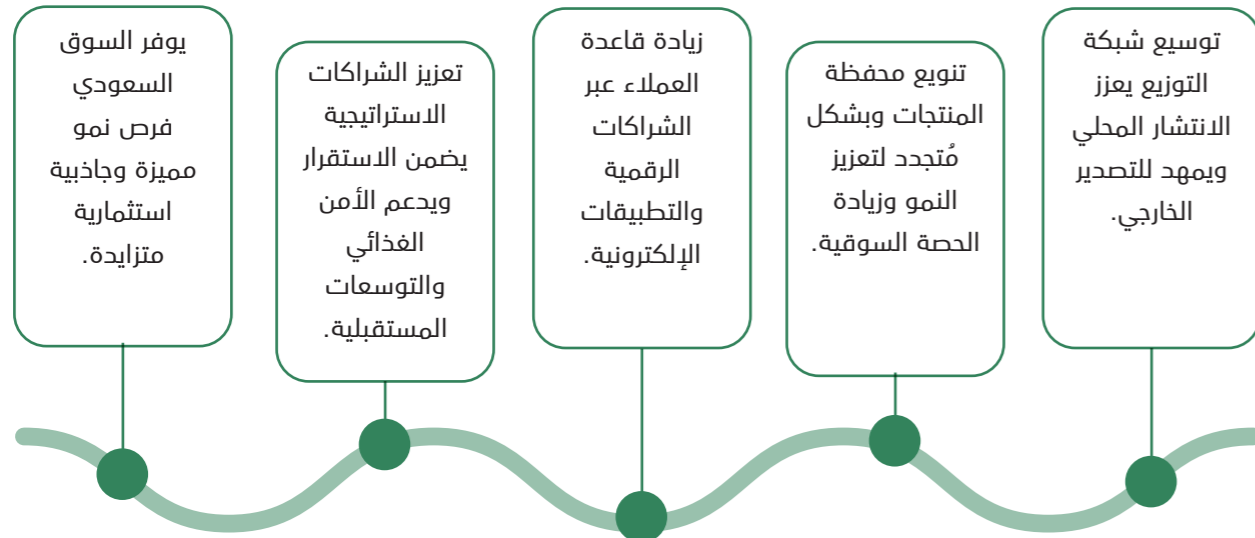 توسيع شبكة
التوزيع يعزز
الانتشار المحلي
ويمهد للتصدير
الخارجي.
تنويع محفظة
المنتجات وبشكل
مُتجدد لتعزيز
النمو وزيادة
الحصة السوقية.
زيادة قاعدة
العملاء عبر
الشراكات
الرقمية
والتطبيقات
الإلكترونية.
تعزيز الشراكات
الاستراتيجية
يضمن الاستقرار
ويدعم الأمن
الغذائي
والتوسعات
المستقبلية.
يوفر السوق
السعودي
فرص نمو
مميزة وجاذبية
استثمارية
متزايدة.